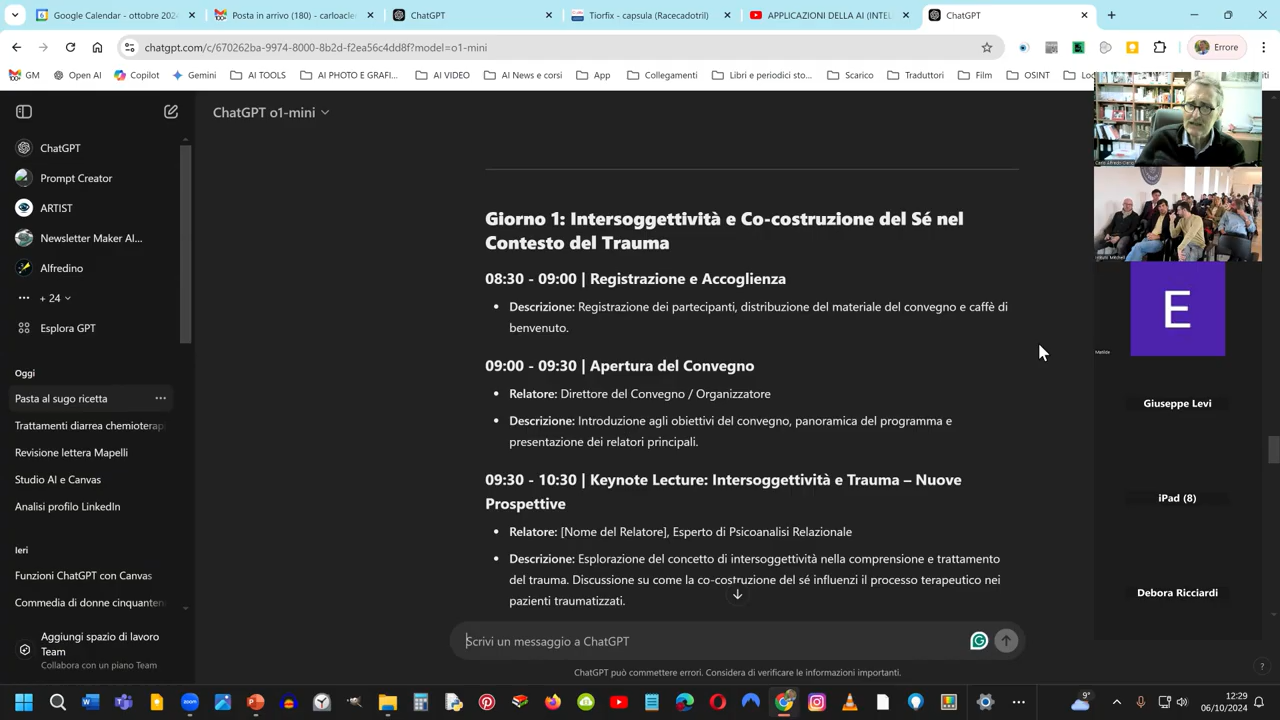 Google Calendar - ottobre 202
Posta in arrivo (180) - carloacler
ChatGPT
Tiorfix - capsula (Racecadotril)
APPLICAZIONI DELLA AI (INTEL
ChatGPT
chatgpt.com/c/670262ba-9974-8000-8b2d-f2ea56c4dd8f?model=o1-mini
Errore
GM
Open AI
Copilot
Gemini
AI TOOLS
AI PHOTO E GRAFI...
AI VIDEO
AI News e corsi
App
Collegamenti
Libri e periodici sto...
Scarico
Traduttori
Film
OSINT
ChatGPT o1-mini
ChatGPT
Prompt Creator
ARTIST
Newsletter Maker AI...
Alfredino
+ 24
Esplora GPT
Oggi
Pasta al sugo ricetta
Trattamenti diarrea chemioterap
Revisione lettera Mapelli
Studio AI e Canvas
Analisi profilo LinkedIn
Ieri
Funzioni ChatGPT con Canvas
Commedia di donne cinquanten
Aggiungi spazio di lavoro
Team
Collabora con un piano Team
Giorno 1: Intersoggettività e Co-costruzione del Sé nel
Contesto del Trauma
08:30 - 09:00 | Registrazione e Accoglienza
• Descrizione: Registrazione dei partecipanti, distribuzione del materiale del convegno e caffè di
benvenuto.
09:00 - 09:30 | Apertura del Convegno
• Relatore: Direttore del Convegno / Organizzatore
• Descrizione: Introduzione agli obiettivi del convegno, panoramica del programma e
presentazione dei relatori principali.
09:30 - 10:30 | Keynote Lecture: Intersoggettività e Trauma – Nuove
Prospettive
• Relatore: [Nome del Relatore], Esperto di Psicoanalisi Relazionale
• Descrizione: Esplorazione del concetto di intersoggettività nella comprensione e trattamento
del trauma. Discussione su come la co-costruzione del sé influenzi il processo terapeutico nei
pazienti traumatizzati.
Scrivi un messaggio a ChatGPT
ChatGPT può commettere errori. Considera di verificare le informazioni importanti.
?
E
Matilde
Giuseppe Levi
iPad (8)
Debora Ricciardi
zoom
9°
12:29
06/10/2024